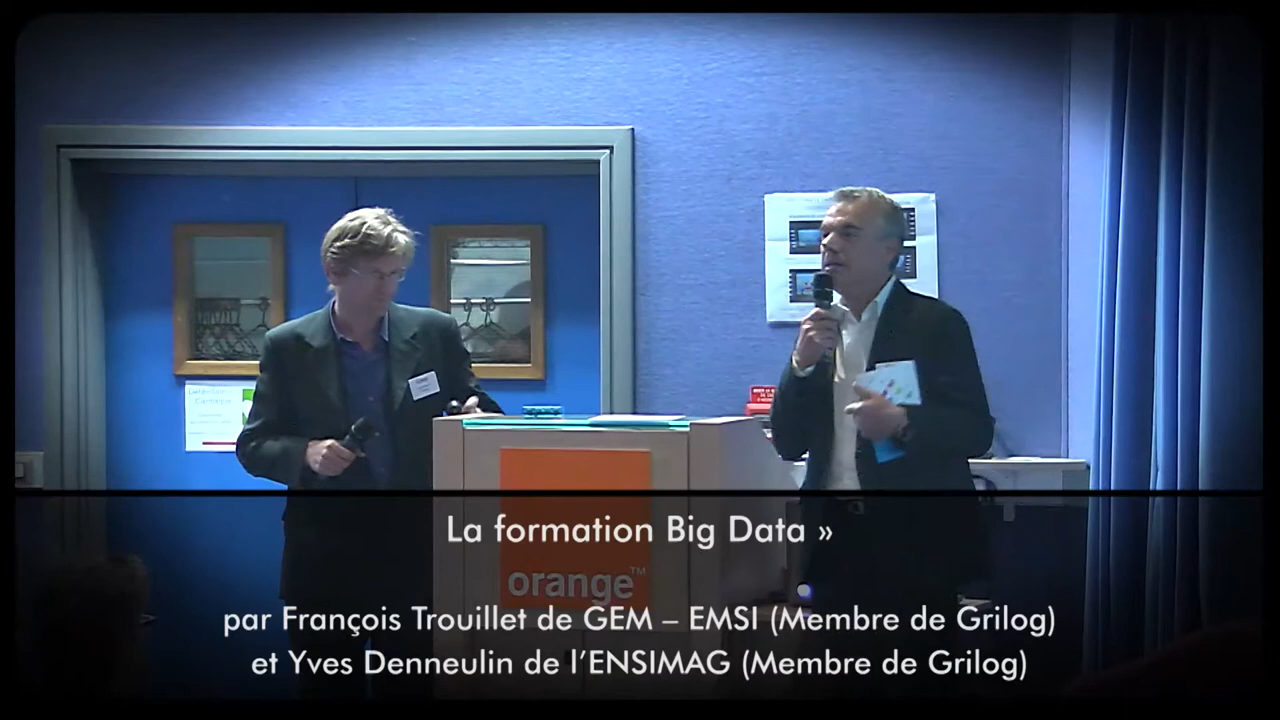 La formation Big Data »
orange™
par François Trouillet de GEM – EMSI (Membre de Grilog)
et Yves Denneulin de l'ENSIMAG (Membre de Grilog)